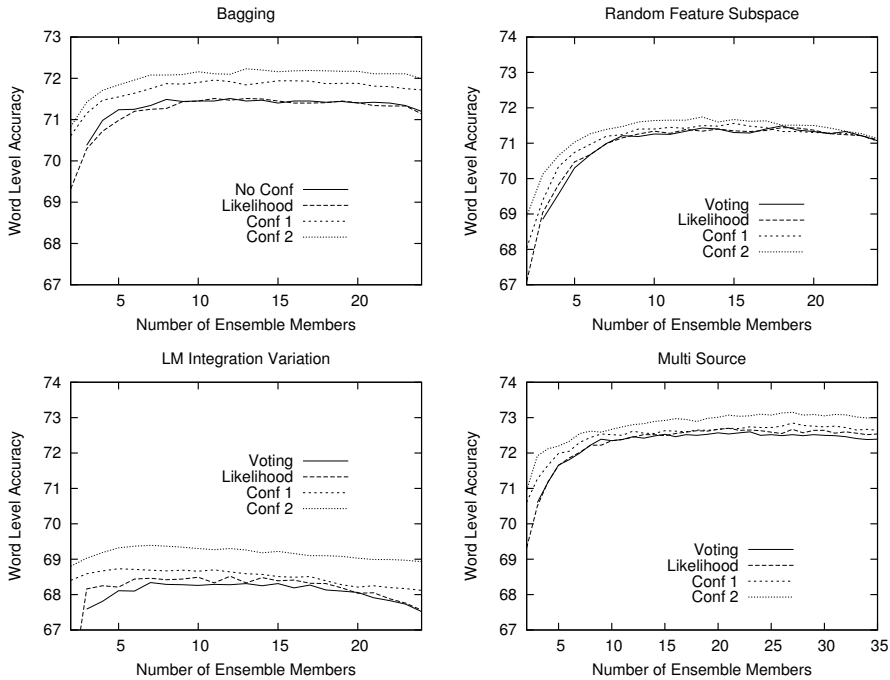 Bagging
Word Level Accuracy
73
72
71
70
69
68
67
5
10
15
20
Number of Ensemble Members
No Conf
Likelihood
Conf 1
Conf 2
Random Feature Subspace
Word Level Accuracy
74
73
72
71
70
69
68
67
5
10
15
20
Number of Ensemble Members
Voting
Likelihood
Conf 1
Conf 2
LM Integration Variation
Word Level Accuracy
74
73
72
71
70
69
68
67
5
10
15
20
Number of Ensemble Members
Voting
Likelihood
Conf 1
Conf 2
Multi Source
Word Level Accuracy
74
73
72
71
70
69
68
67
5
10
15
20
25
30
35
Number of Ensemble Members
Voting
Likelihood
Conf 1
Conf 2